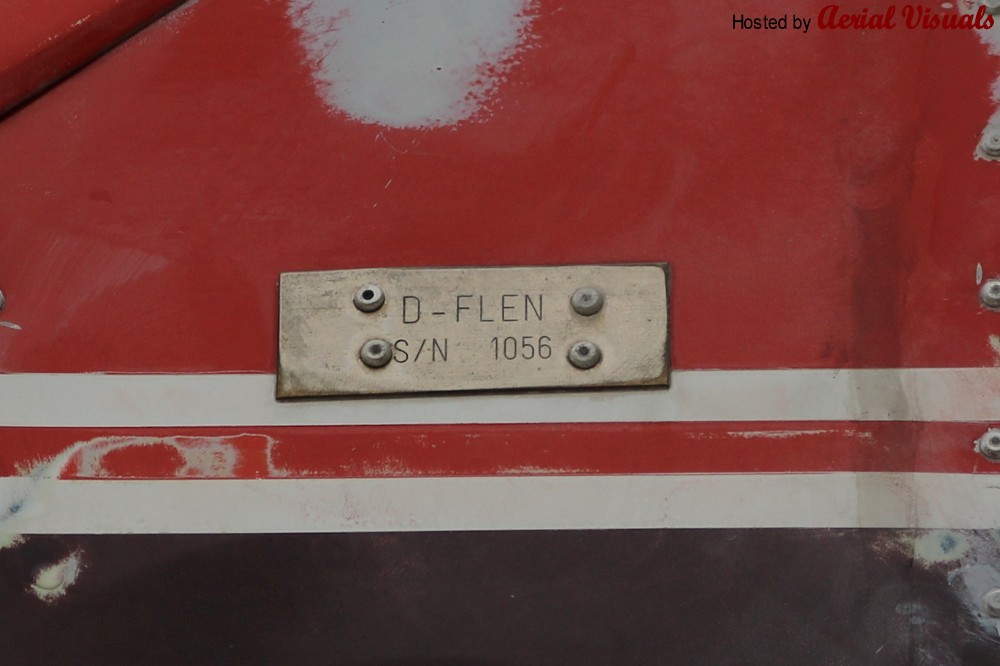 Hosted by Aerial Visuals
D-FLEN
S/N 1056